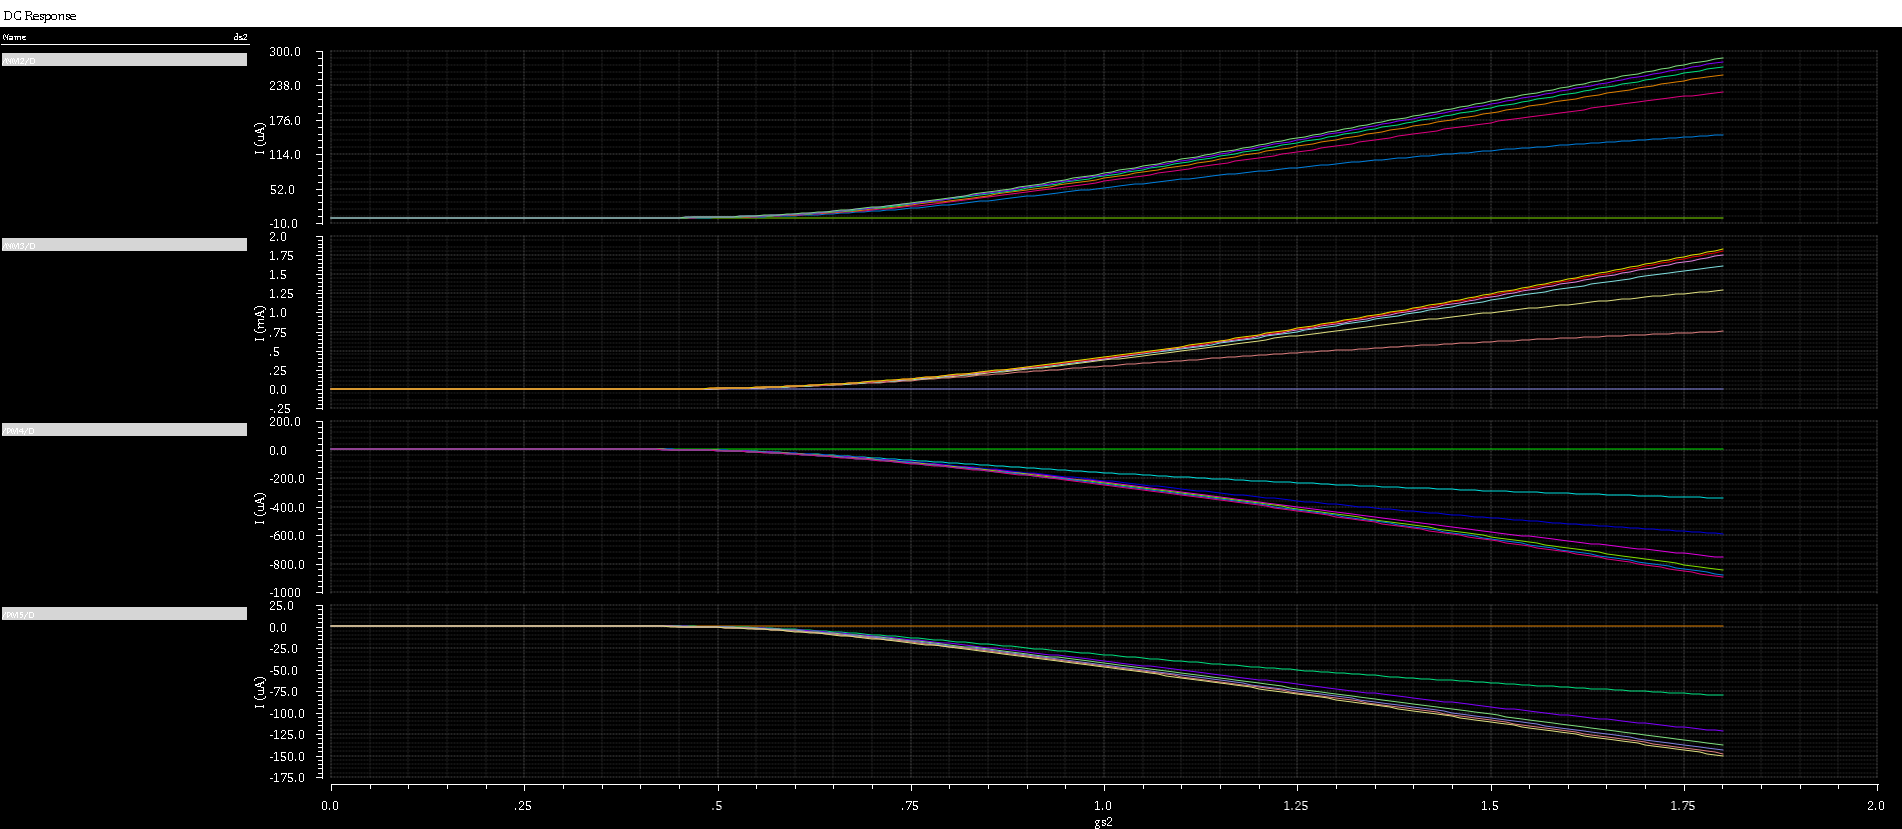 DC Response
Name ds2
/NM2/D
300.0
238.0
176.0
114.0
52.0
-10.0
I (uA)
/NM3/D
2.0
1.75
1.5
1.25
1.0
.75
.5
.25
0.0
-.25
I (mA)
/PM4/D
200.0
0.0
-200.0
-400.0
-600.0
-800.0
-1000
I (uA)
/PM5/D
25.0
0.0
-25.0
-50.0
-75.0
-100.0
-125.0
-150.0
-175.0
I (uA)
0.0 .25 .5 .75 1.0 1.25 1.5 1.75 2.0
gs2